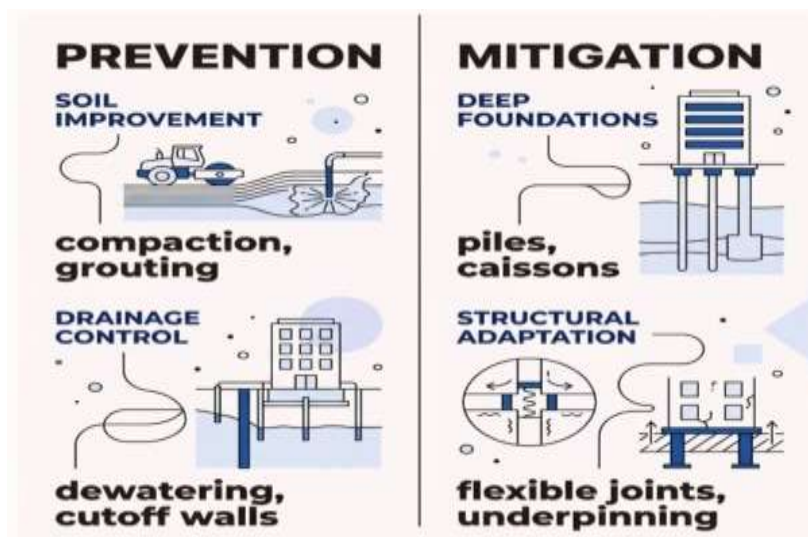 PREVENTION
SOIL
IMPROVEMENT
compaction,
grouting
DRAINAGE
CONTROL
dewatering,
cutoff walls
MITIGATION
DEEP
FOUNDATIONS
piles,
caissons
STRUCTURAL
ADAPTATION
flexible joints,
underpinning